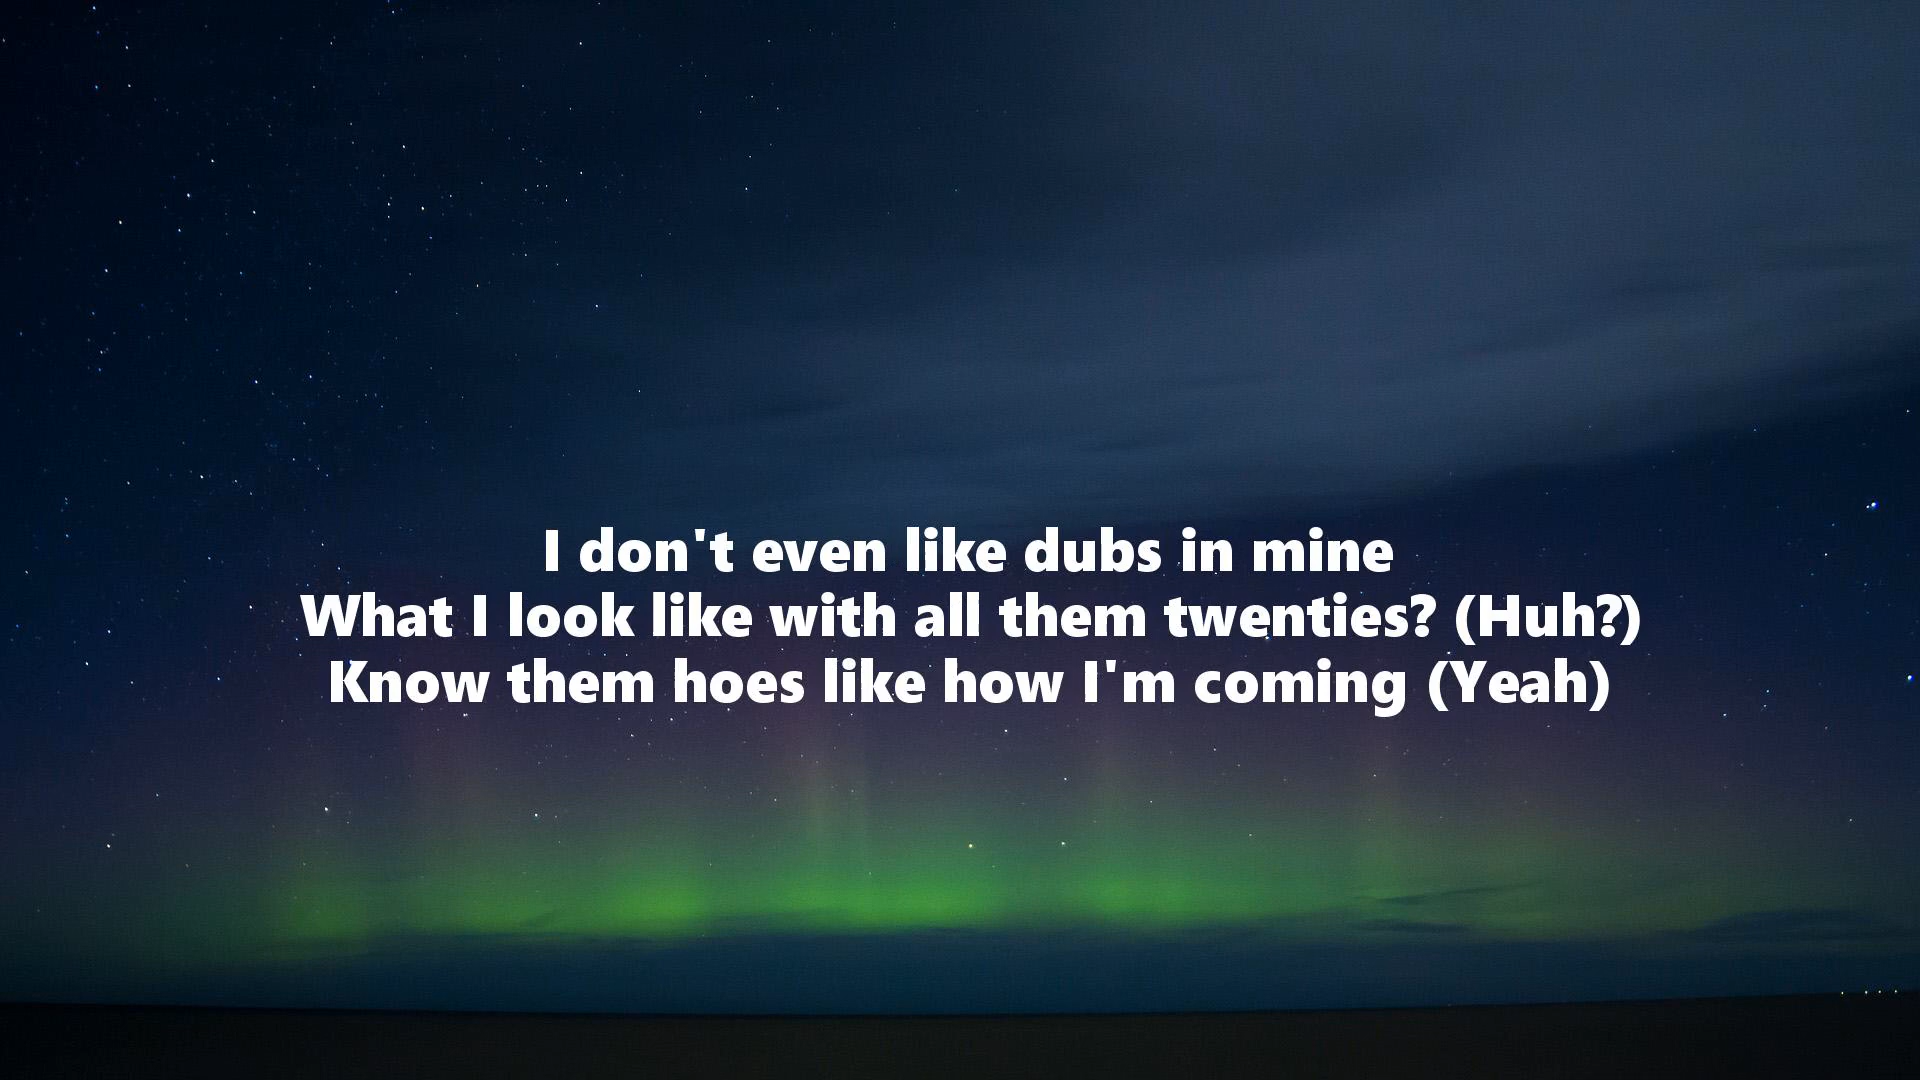 I don't even like dubs in mine
What I look like with all them twenties? (Huh?)
Know them hoes like how I'm coming (Yeah)